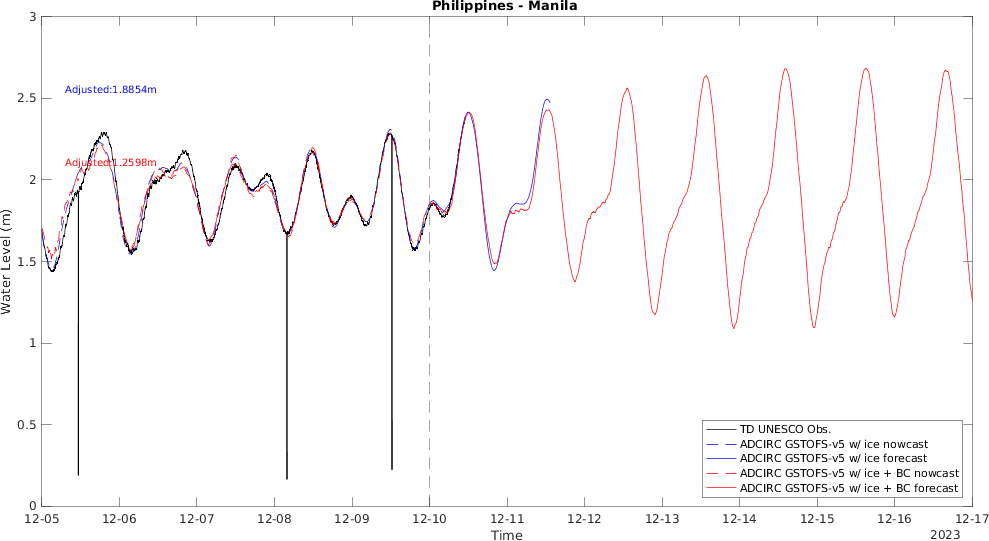 Philippines - Manila
3
2.5
2
1.5
1
0.5
0
Water Level (m)
Adjusted:1.8854m
Adjusted:1.2598m
TD UNESCO Obs.
ADCIRC GSTOFS-v5 w/ ice nowcast
ADCIRC GSTOFS-v5 w/ ice forecast
ADCIRC GSTOFS-v5 w/ ice + BC nowcast
ADCIRC GSTOFS-v5 w/ ice + BC forecast
12-05 12-06 12-07 12-08 12-09 12-10 12-11 12-12 12-13 12-14 12-15 12-16 12-17
Time
2023